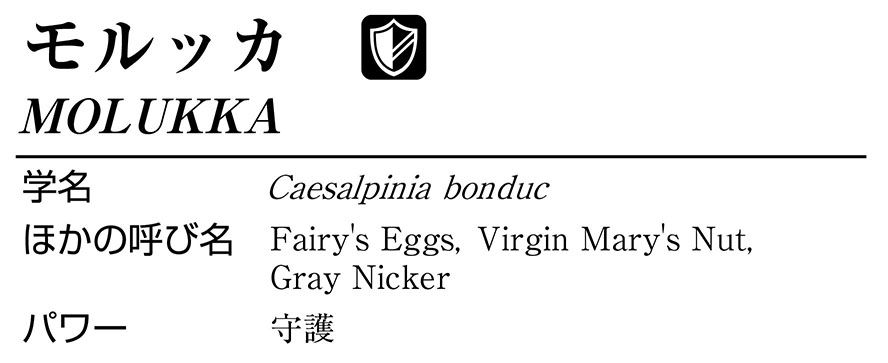 モルッカ
MOLUKKA
学名 Caesalpinia bonduc
ほかの呼び名 Fairy's Eggs, Virgin Mary's Nut,
Gray Nicker
パワー 守護